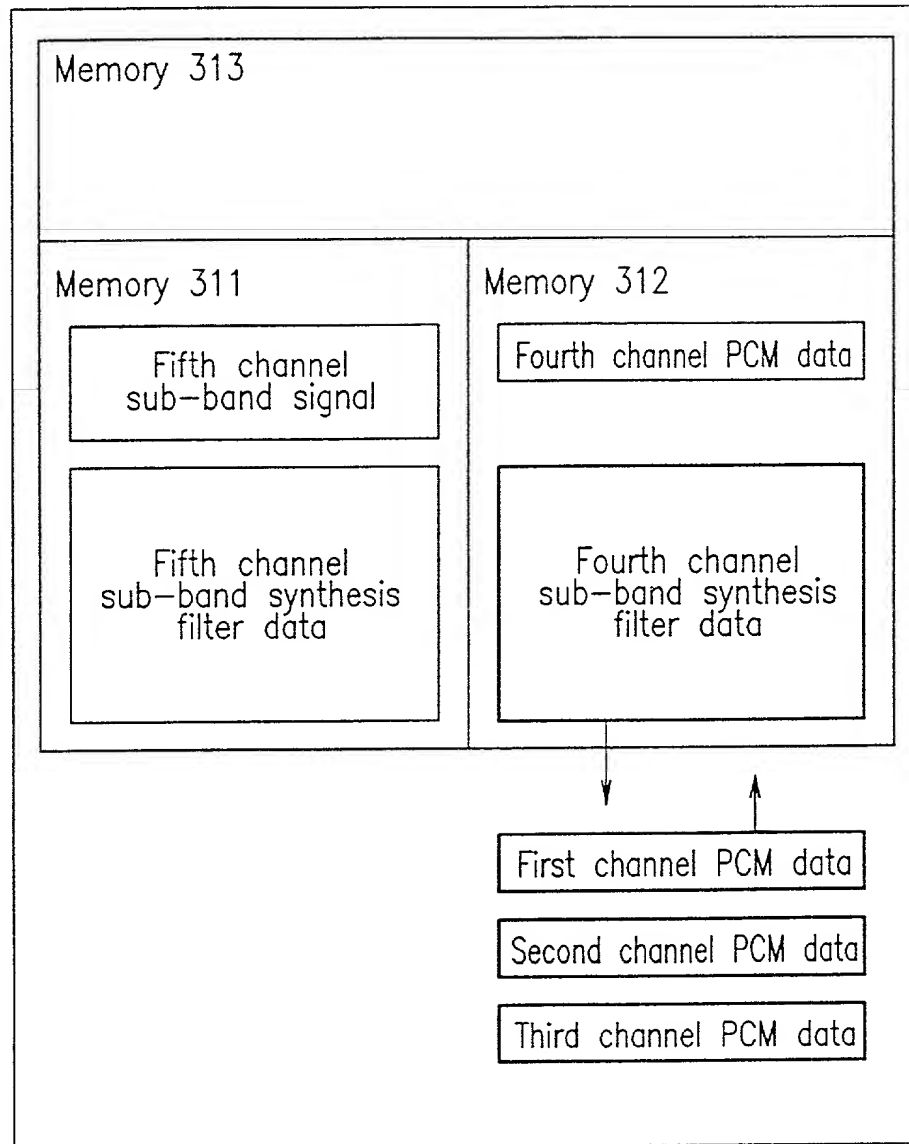 Memory 313
Memory 311
Fifth channel
sub-band signal
Fifth channel
sub-band synthesis
filter data
Memory 312
Fourth channel PCM data
Fourth channel
sub-band synthesis
filter data
First channel PCM data
Second channel PCM data
Third channel PCM data